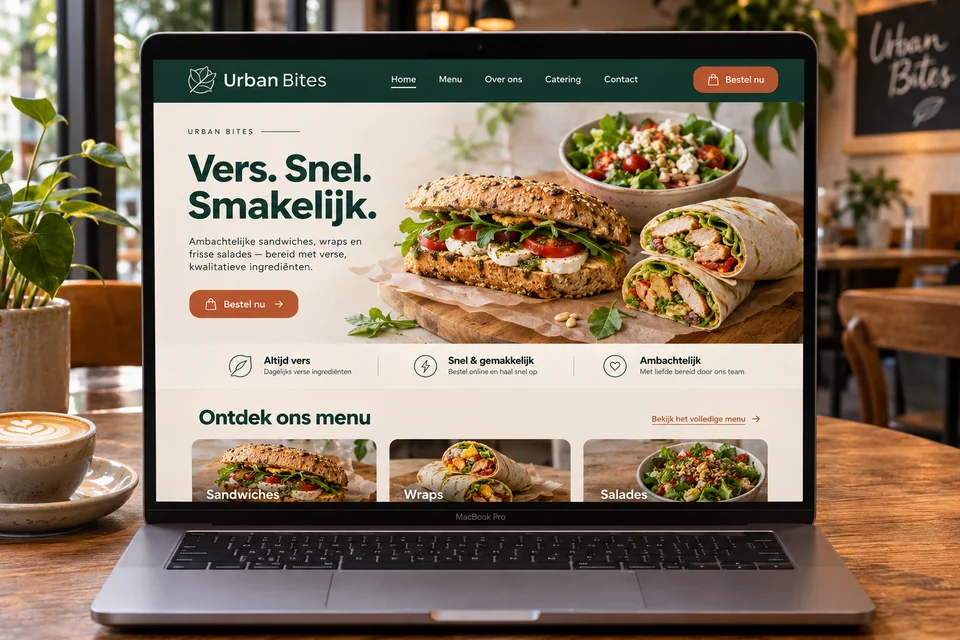 Urban Bites
Home
Menu
Over ons
Catering
Contact
Bestel nu
Urban
Bites
URBAN BITES
Vers. Snel.
Smakelijk.
Ambachtelijke sandwiches, wraps en
frisse salades – bereid met verse,
kwalitatieve ingrediënten.
Bestel nu →
Altijd vers
Dagelijks verse ingrediënten
Snel & gemakkelijk
Bestel online en haal snel op
Ambachtelijk
Met liefde bereid door ons team
Ontdek ons menu
Bekijk het volledige menu →
Sandwiches
Wraps
Salades
MacBook Pro